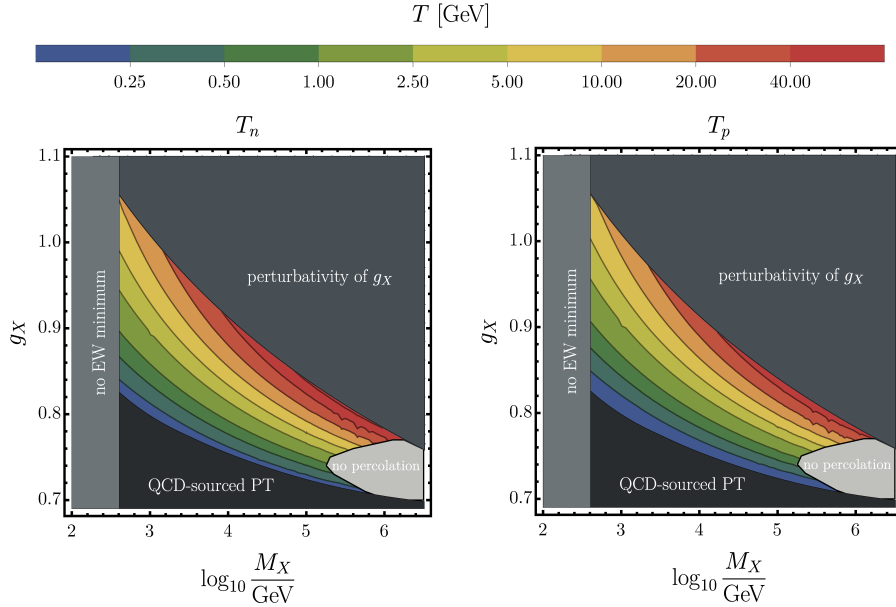 T [GeV]
0.25 0.50 1.00 2.50 5.00 10.00 20.00 40.00
T_n
1.1
1.0
0.9
0.8
0.7
g_X
no EW minimum
perturbativity of g_X
no percolation
QCD-sourced PT
2 3 4 5 6
log_10 M_X/GeV
T_p
1.1
1.0
0.9
0.8
0.7
g_X
no EW minimum
perturbativity of g_X
no percolation
QCD-sourced PT
2 3 4 5 6
log_10 M_X/GeV